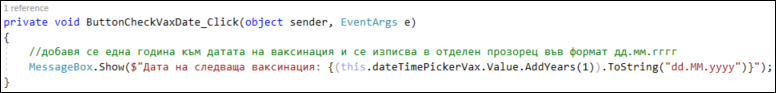 1 reference
private void ButtonCheckVaxDate_Click(object sender, EventArgs e)
{
//добавя се една година към датата на ваксинация и се изписва в отделен прозорец във формат дд.мм.гггг
MessageBox.Show($"Дата на следваща ваксинация: {(this.dateTimePickerVax.Value.AddYears(1)).ToString("dd.MM.yyyy")}");
}